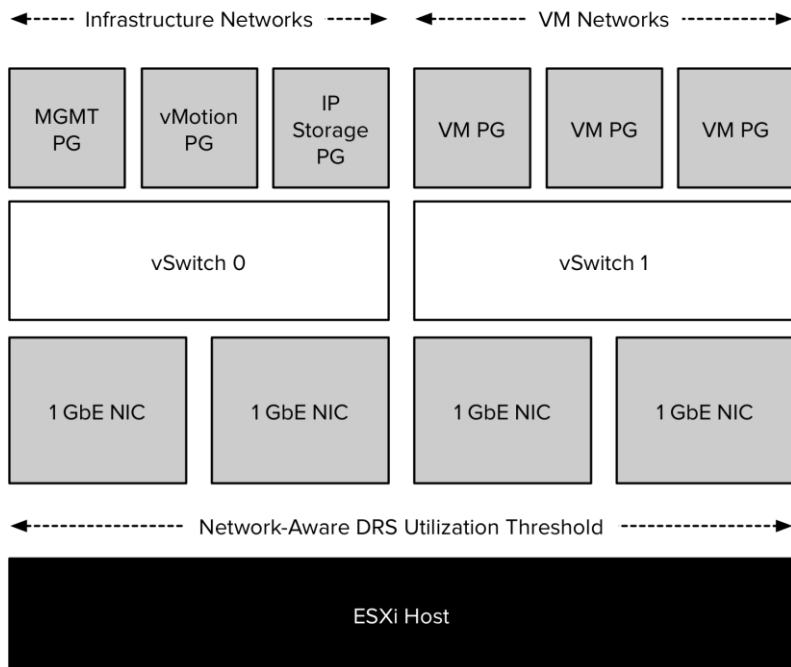 Infrastructure Networks
VM Networks
MGMT
PG
vMotion
PG
IP
Storage
PG
VM PG
VM PG
VM PG
vSwitch 0
vSwitch 1
1 GbE NIC
1 GbE NIC
1 GbE NIC
1 GbE NIC
Network-Aware DRS Utilization Threshold
ESXi Host